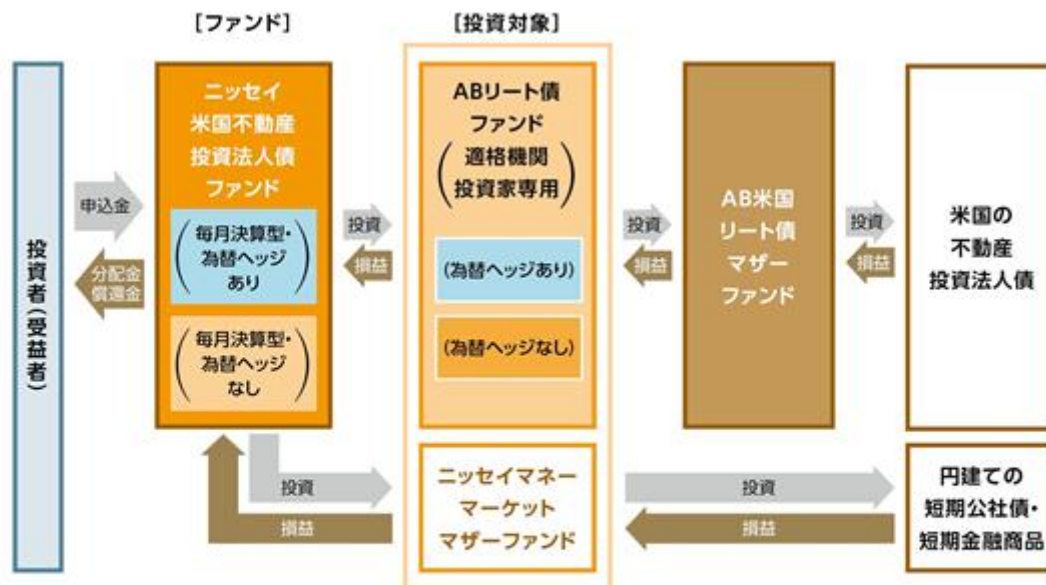 ［ファンド］
［投資対象］
投資者（受益者）
申込金
分配金
償還金
ニッセイ
米国不動産
投資法人債
ファンド
（毎月決算型・
為替ヘッジ
あり）
（毎月決算型・
為替ヘッジ
なし）
投資
損益
ABリート債
ファンド
（適格機関
投資家専用）
（為替ヘッジあり）
（為替ヘッジなし）
投資
損益
AB米国
リート債
マザー
ファンド
投資
損益
米国の
不動産
投資法人債
投資
損益
ニッセイマネー
マーケット
マザーファンド
投資
損益
円建ての
短期公社債・
短期金融商品